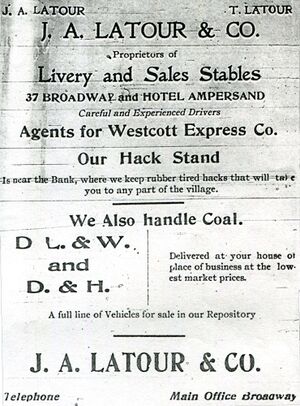 J. A. LATOUR T. LATOUR
J. A. LATOUR & CO.
Proprietors of
Livery and Sales Stables
37 BROADWAY and HOTEL AMPERSAND
Careful and Experienced Drivers
Agents for Westcott Express Co.
Our Hack Stand
Is near the Bank, where we keep rubber tired hacks that will take
you to any part of the village.
We Also handle Coal.
D L. & W.
and
D. & H.
Delivered at your house or
place of business at the low-
est market prices.
A full line of Vehicles for sale in our Repository
J. A. LATOUR & CO.
Telephone Main Office Broadway